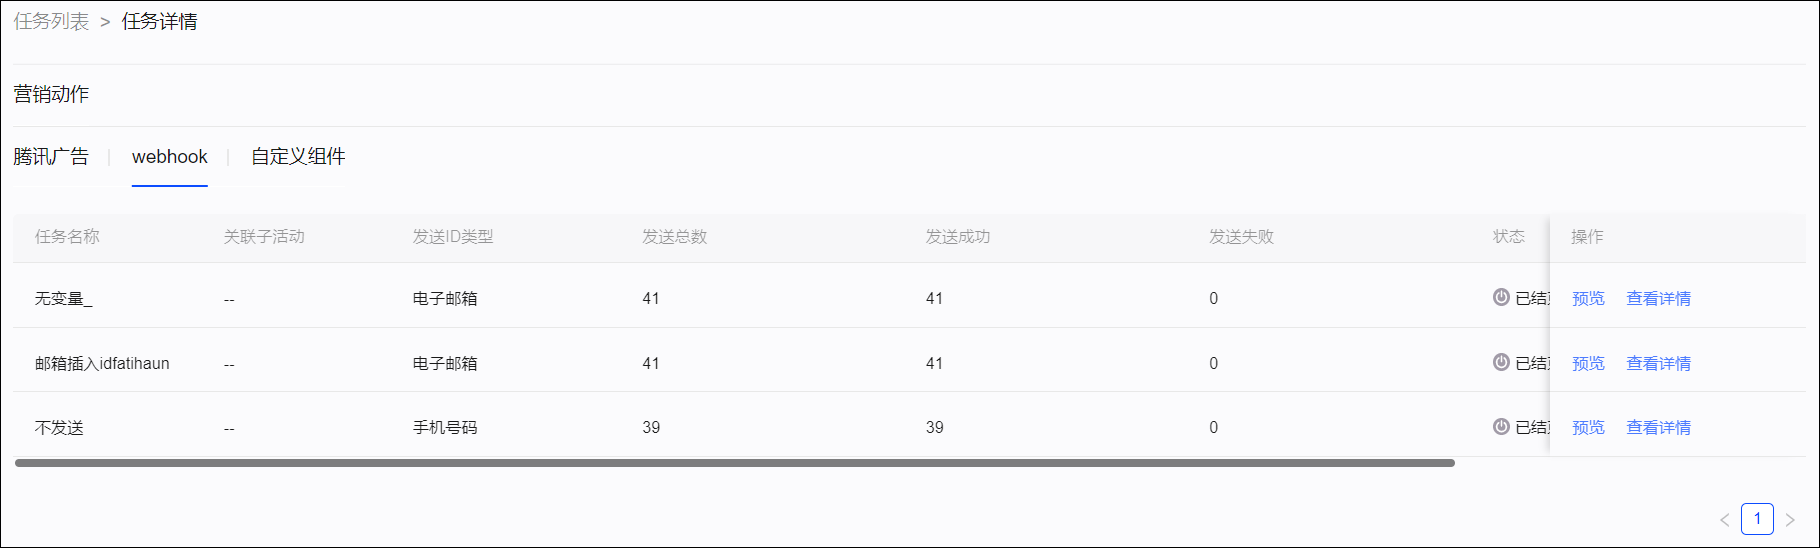 任务列表 > 任务详情
营销动作
腾讯广告 webhook 自定义组件
任务名称 关联子活动 发送ID类型 发送总数 发送成功 发送失败 状态 操作
无变量_ -- 电子邮箱 41 41 0 已结 预览 查看详情
邮箱插入idfatihaun -- 电子邮箱 41 41 0 已结 预览 查看详情
不发送 -- 手机号码 39 39 0 已结 预览 查看详情
< 1 >